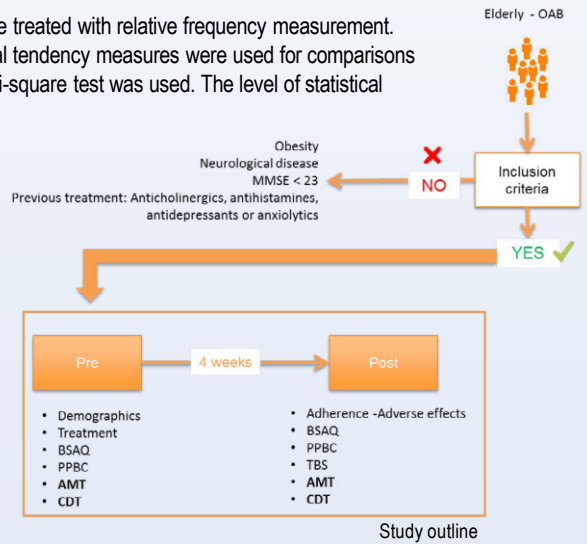 e treated with relative frequency measurement.
al tendency measures were used for comparisons
i-square test was used. The level of statistical
Elderly - OAB
Inclusion
criteria
NO
Obesity
Neurological disease
MMSE < 23
Previous treatment: Anticholinergics, antihistamines,
antidepressants or anxiolytics
YES
Pre
4 weeks
Post
• Demographics
• Treatment
• BSAQ
• PPBC
• AMT
• CDT
• Adherence -Adverse effects
• BSAQ
• PPBC
• TBS
• AMT
• CDT
Study outline